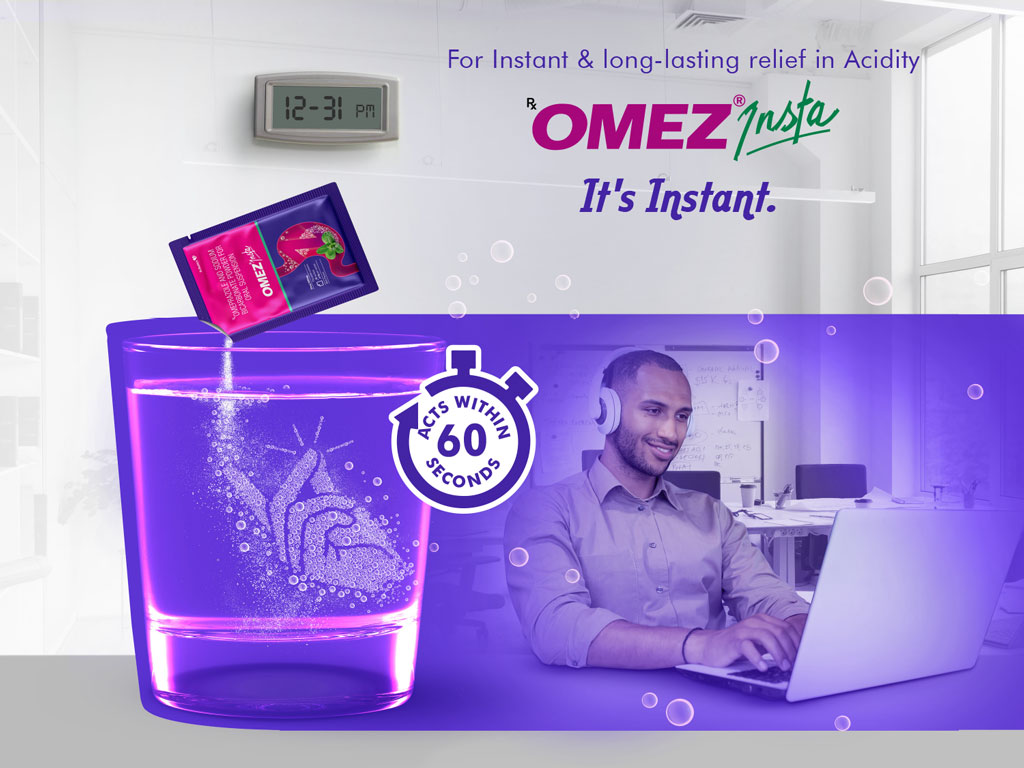 For Instant & long-lasting relief in Acidity
Rx OMEZ® Insta
It's Instant.
12-31 PM
OMEZ Insta
OMEPRAZOLE AND SODIUM
BICARBONATE POWDER FOR
ORAL SUSPENSION
ACTS WITHIN
60
SECONDS